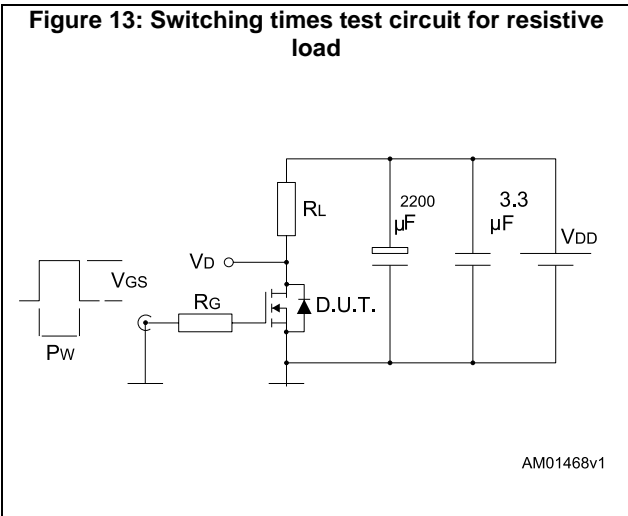 Figure 13: Switching times test circuit for resistive
load
RL
2200
µF
3.3
µF
VDD
VD
VGS
RG
D.U.T.
PW
AM01468v1